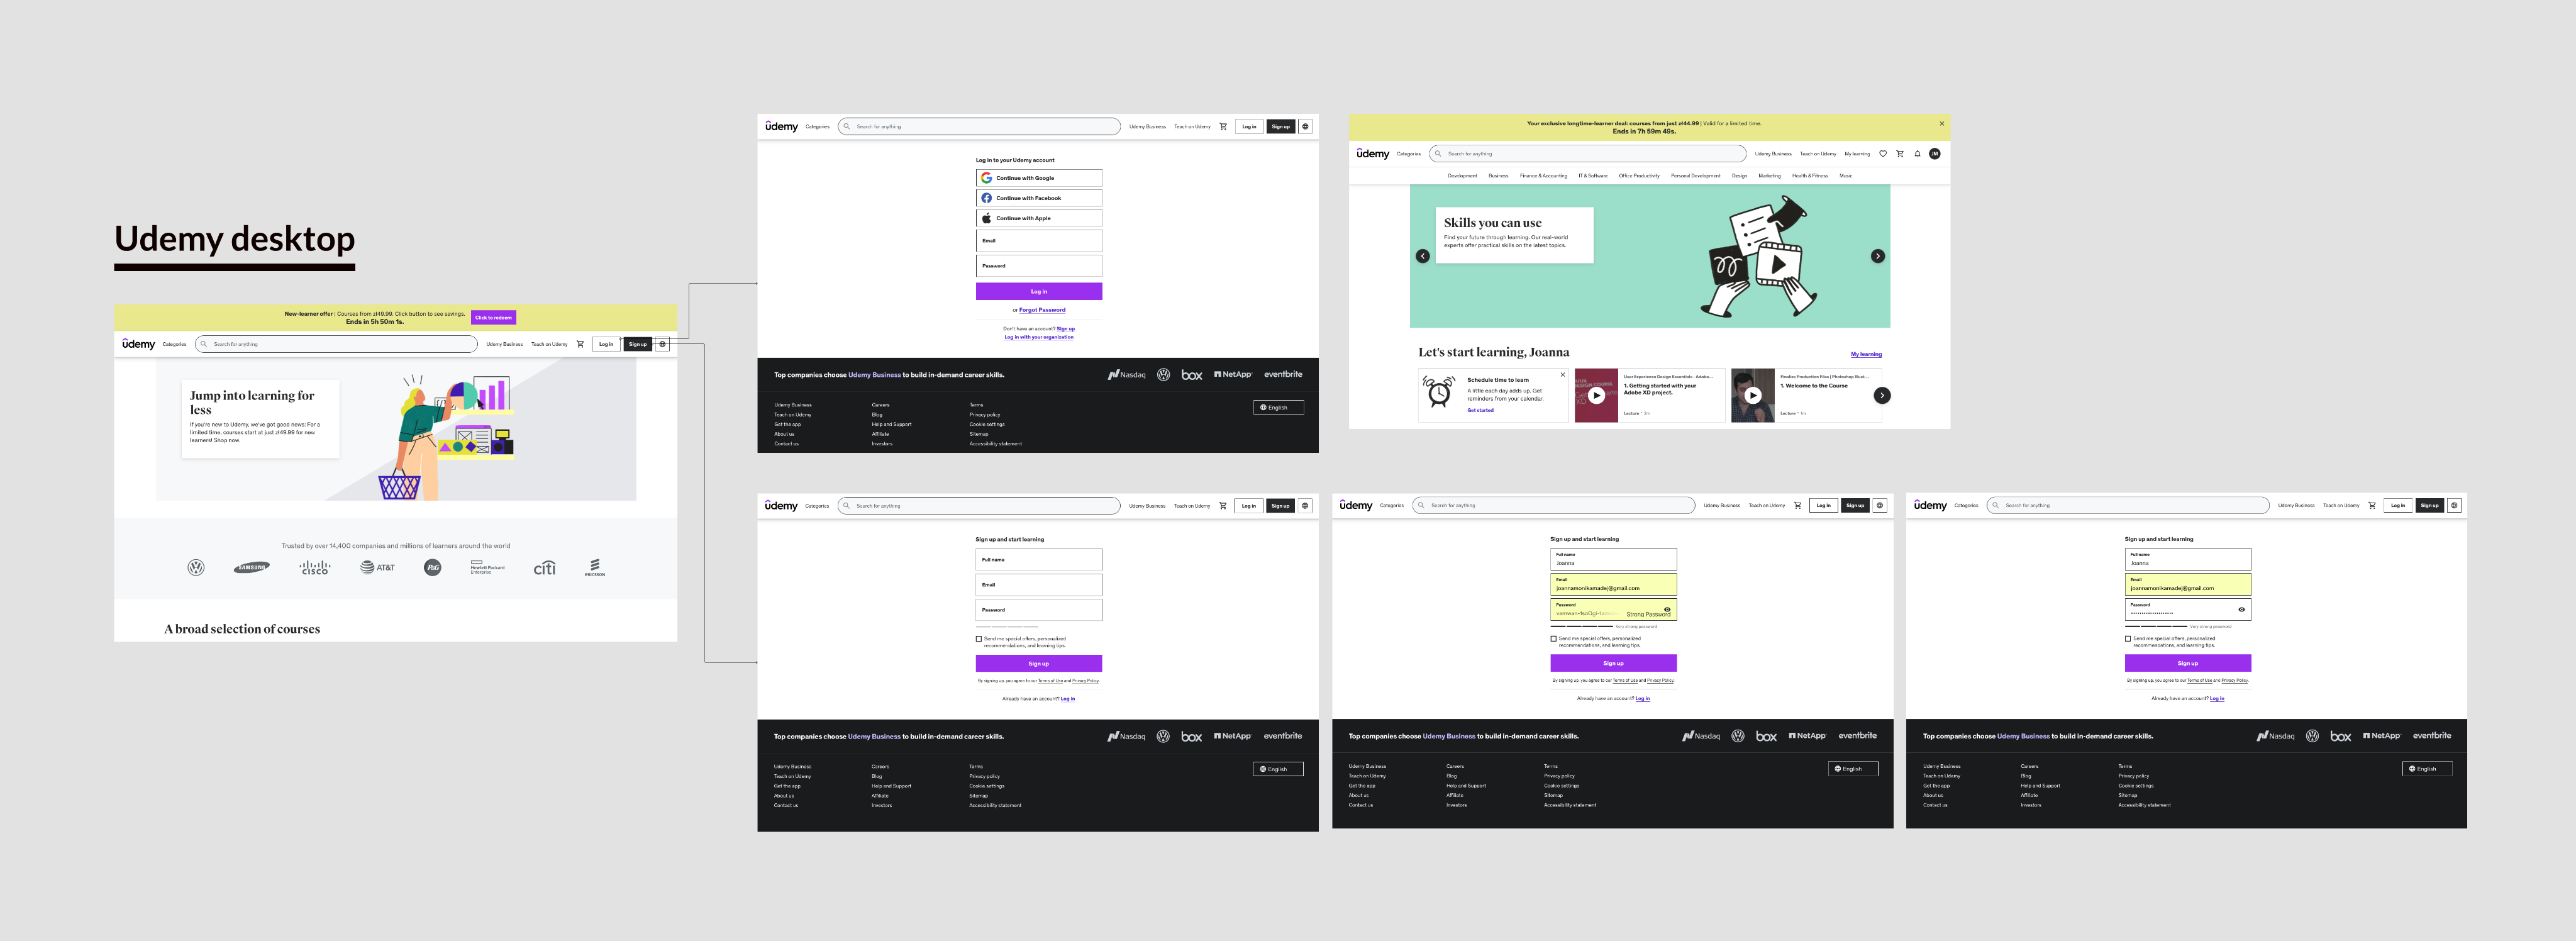 Udemy desktop
New-learner offer | Courses from zł49.99. Click button to see savings.
Ends in 5h 50m 1s.
Click to redeem
ûdemy
Categories
Search for anything
Udemy Business
Teach on Udemy
Log in
Sign up
Jump into learning for
less
If you're new to Udemy, we've got good news: For a
limited time, courses start at just zł49.99 for new
learners! Shop now.
Trusted by over 14,400 companies and millions of learners around the world
SAMSUNG
CISCO
AT&T
P&G
Hewlett Packard
Enterprise
citi
ERICSSON
A broad selection of courses
ûdemy
Categories
Search for anything
Udemy Business
Teach on Udemy
Log in
Sign up
Log in to your Udemy account
Continue with Google
Continue with Facebook
Continue with Apple
Email
Password
Log in
or Forgot Password
Don't have an account? Sign up
Log in with your organization
Top companies choose Udemy Business to build in-demand career skills.
Nasdaq
box
NetApp
eventbrite
Udemy Business
Teach on Udemy
Get the app
About us
Contact us
Careers
Blog
Help and Support
Affiliate
Investors
Terms
Privacy policy
Cookie settings
Sitemap
Accessibility statement
English
Your exclusive longtime-learner deal: courses from just zł44.99 | Valid for a limited time.
Ends in 7h 59m 49s.
ûdemy
Categories
Search for anything
Udemy Business
Teach on Udemy
My learning
JM
Development
Business
Finance & Accounting
IT & Software
Office Productivity
Personal Development
Design
Marketing
Health & Fitness
Music
Skills you can use
Find your future through learning. Our real-world
experts offer practical skills on the latest topics.
Let's start learning, Joanna
My learning
Schedule time to learn
A little each day adds up. Get
reminders from your calendar.
Get started
User Experience Design Essentials - Adobe...
1. Getting started with your
Adobe XD project.
Lecture • 2m
1. Welcome to the Course
Lecture • 1m
ûdemy
Categories
Search for anything
Udemy Business
Teach on Udemy
Log in
Sign up
Sign up and start learning
Full name
Email
Password
Send me special offers, personalized
recommendations, and learning tips.
Sign up
By signing up, you agree to our Terms of Use and Privacy Policy.
Already have an account? Log in
Top companies choose Udemy Business to build in-demand career skills.
Nasdaq
box
NetApp
eventbrite
Udemy Business
Teach on Udemy
Get the app
About us
Contact us
Careers
Blog
Help and Support
Affiliate
Investors
Terms
Privacy policy
Cookie settings
Sitemap
Accessibility statement
English
ûdemy
Categories
Search for anything
Udemy Business
Teach on Udemy
Log in
Sign up
Sign up and start learning
Full name
Joanna
Email
joannamonikamadej@gmail.com
Password
Strong Password
Very strong password
Send me special offers, personalized
recommendations, and learning tips.
Sign up
By signing up, you agree to our Terms of Use and Privacy Policy.
Already have an account? Log in
Top companies choose Udemy Business to build in-demand career skills.
Nasdaq
box
NetApp
eventbrite
Udemy Business
Teach on Udemy
Get the app
About us
Contact us
Careers
Blog
Help and Support
Affiliate
Investors
Terms
Privacy policy
Cookie settings
Sitemap
Accessibility statement
English
ûdemy
Categories
Search for anything
Udemy Business
Teach on Udemy
Log in
Sign up
Sign up and start learning
Full name
Joanna
Email
joannamonikamadej@gmail.com
Password
Very strong password
Send me special offers, personalized
recommendations, and learning tips.
Sign up
By signing up, you agree to our Terms of Use and Privacy Policy.
Already have an account? Log in
Top companies choose Udemy Business to build in-demand career skills.
Nasdaq
box
NetApp
eventbrite
Udemy Business
Teach on Udemy
Get the app
About us
Contact us
Careers
Blog
Help and Support
Affiliate
Investors
Terms
Privacy policy
Cookie settings
Sitemap
Accessibility statement
English